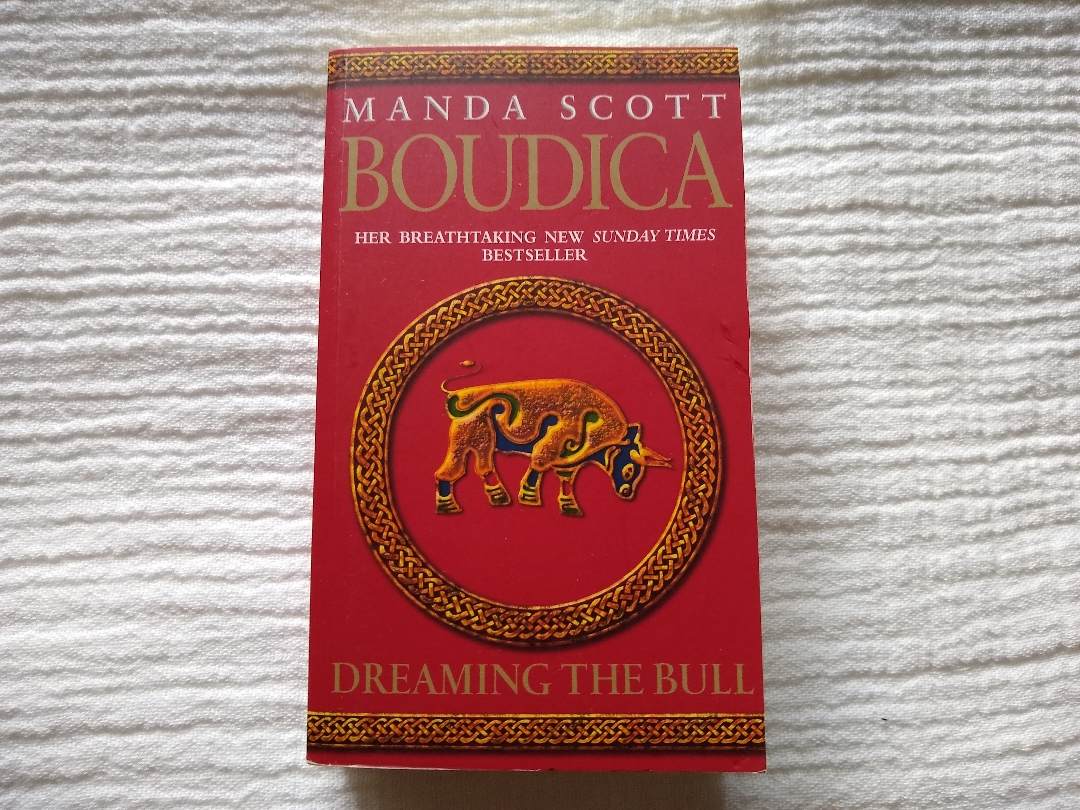 MANDA SCOTT
BOUDICA
HER BREATHTAKING NEW SUNDAY TIMES
BESTSELLER
DREAMING THE BULL